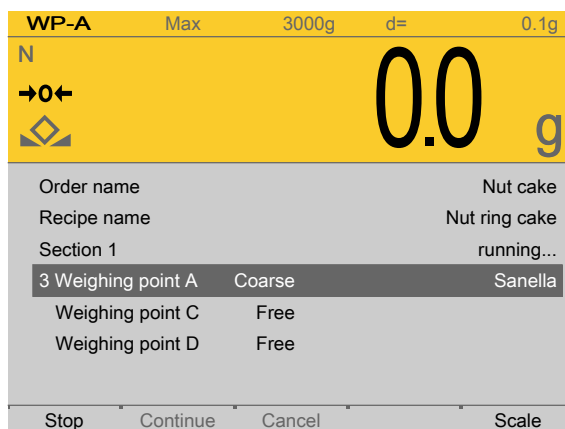 WP-A Max 3000g d= 0.1g
N
→0←
0.0 g
Order name Nut cake
Recipe name Nut ring cake
Section 1 running...
3 Weighing point A Coarse Sanella
Weighing point C Free
Weighing point D Free
Stop Continue Cancel Scale